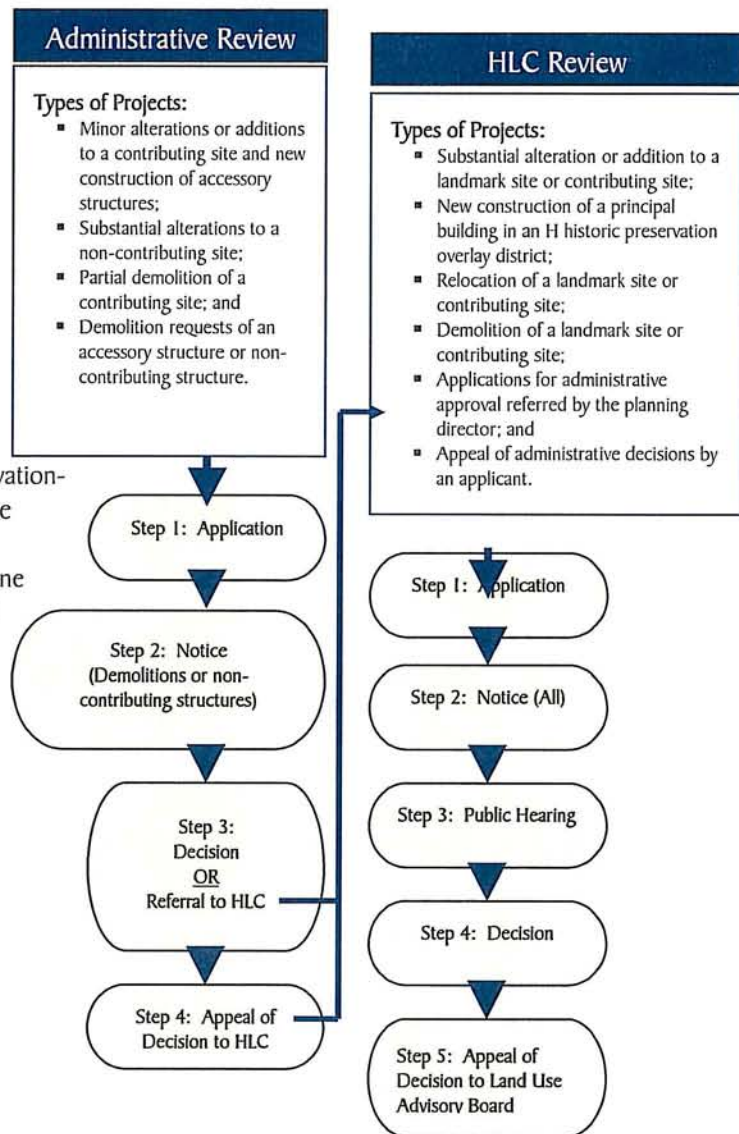 Administrative Review
Types of Projects:
▪ Minor alterations or additions
to a contributing site and new
construction of accessory
structures;
▪ Substantial alterations to a
non-contributing site;
▪ Partial demolition of a
contributing site; and
▪ Demolition requests of an
accessory structure or non-
contributing structure.
vation-
e
ne
Step 1: Application
Step 2: Notice
(Demolitions or non-
contributing structures)
Step 3:
Decision
OR
Referral to HLC
Step 4: Appeal of
Decision to HLC
HLC Review
Types of Projects:
▪ Substantial alteration or addition to a
landmark site or contributing site;
▪ New construction of a principal
building in an H historic preservation
overlay district;
▪ Relocation of a landmark site or
contributing site;
▪ Demolition of a landmark site or
contributing site;
▪ Applications for administrative
approval referred by the planning
director; and
▪ Appeal of administrative decisions by
an applicant.
Step 1: Application
Step 2: Notice (All)
Step 3: Public Hearing
Step 4: Decision
Step 5: Appeal of
Decision to Land Use
Advisory Board